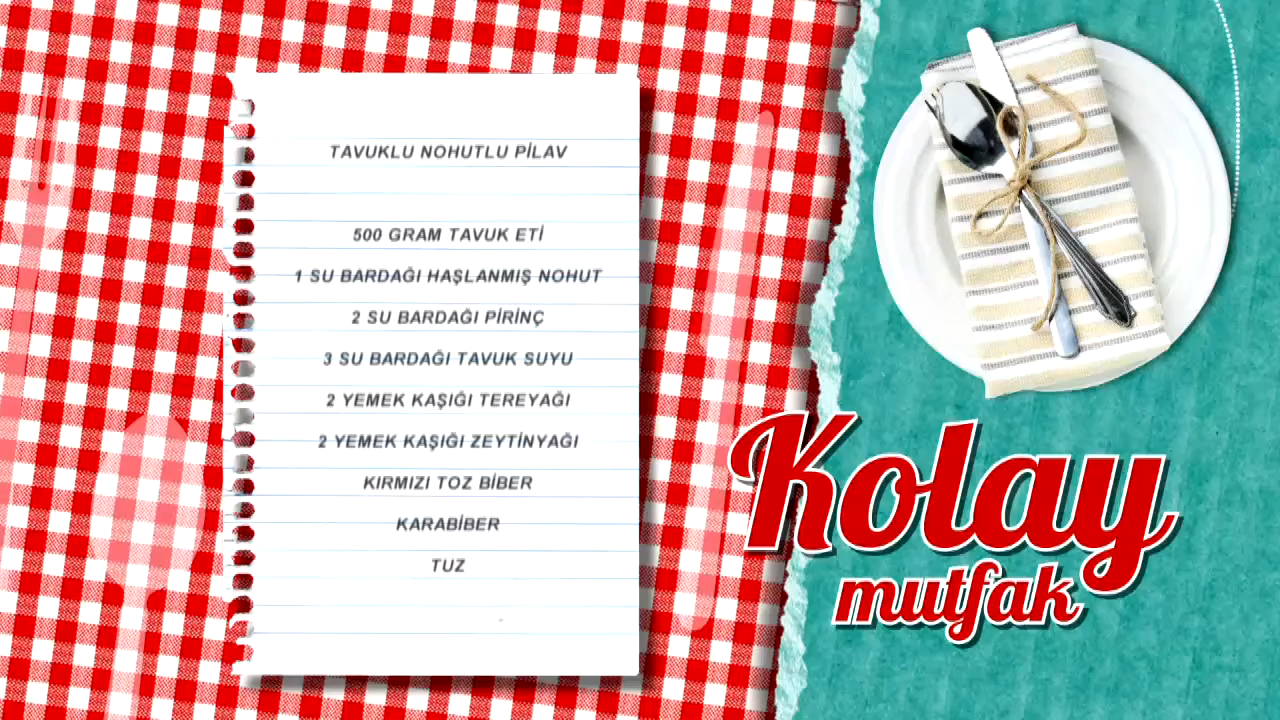 TAVUKLU NOHUTLU PİLAV
500 GRAM TAVUK ETİ
1 SU BARDAĞI HAŞLANMIŞ NOHUT
2 SU BARDAĞI PİRİNÇ
3 SU BARDAĞI TAVUK SUYU
2 YEMEK KAŞIĞI TEREYAĞI
2 YEMEK KAŞIĞI ZEYTİNYAĞI
KIRMIZI TOZ BİBER
KARABİBER
TUZ
Kolay
mutfak